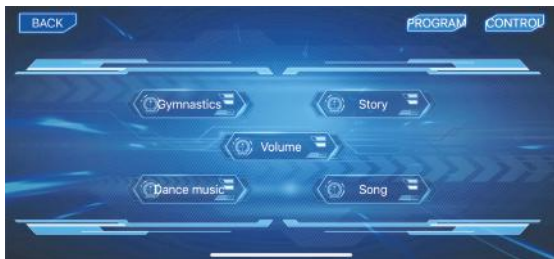 BACK
PROGRAM
CONTROL
Gymnastics
Story
Volume
Dance music
Song